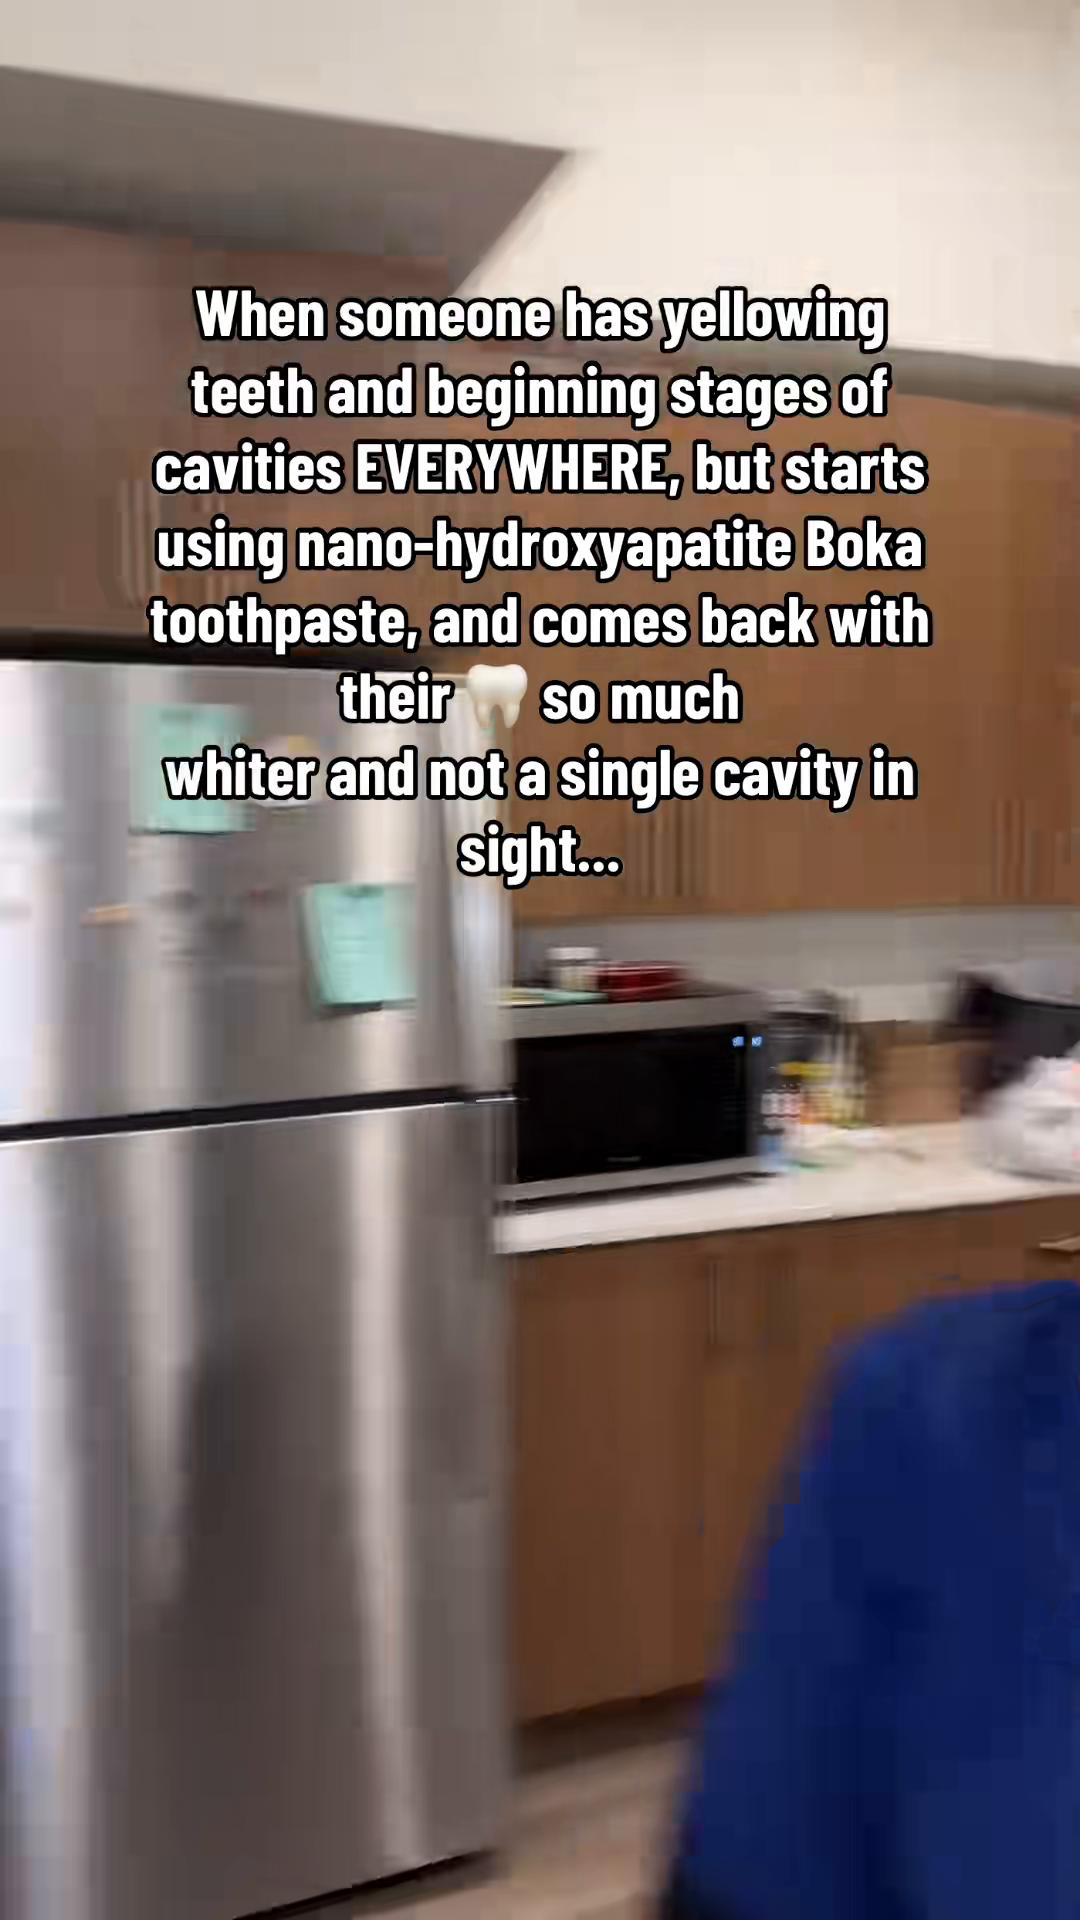 When someone has yellowing
teeth and beginning stages of
cavities EVERYWHERE, but starts
using nano-hydroxyapatite Boka
toothpaste, and comes back with
their 🦷 so much
whiter and not a single cavity in
sight...